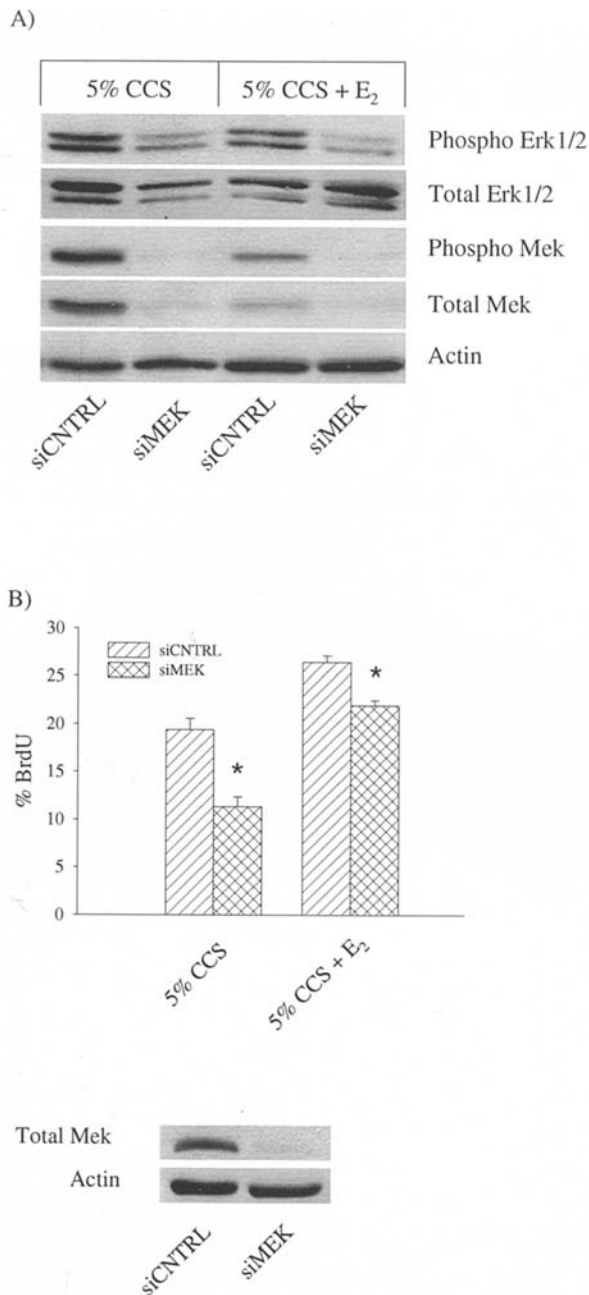 A)
5% CCS 5% CCS + E₂
Phospho Erk1/2
Total Erk1/2
Phospho Mek
Total Mek
Actin
siCNTRL siMEK siCNTRL siMEK
B)
30
25
20
15
10
5
0
% BrdU
siCNTRL
siMEK
*
*
5% CCS 5% CCS + E₂
Total Mek
Actin
siCNTRL siMEK